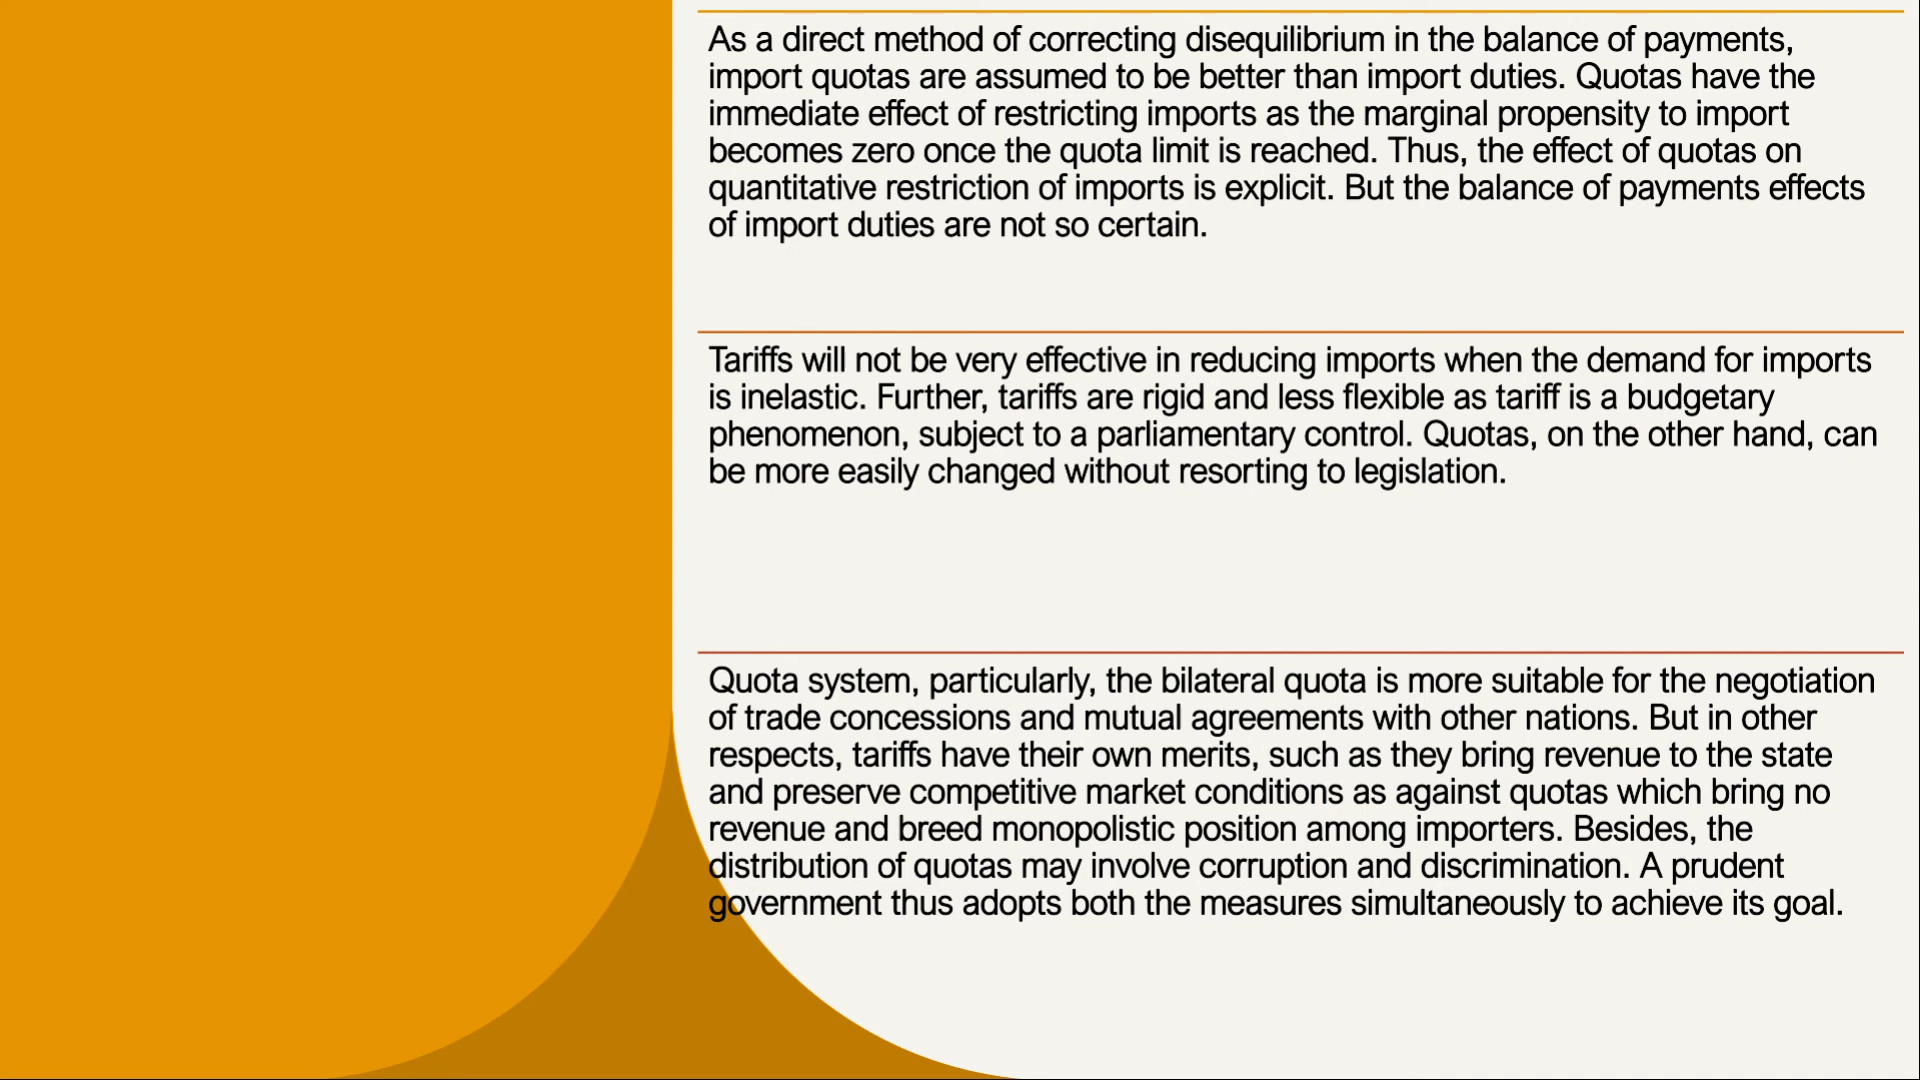 As a direct method of correcting disequilibrium in the balance of payments,
import quotas are assumed to be better than import duties. Quotas have the
immediate effect of restricting imports as the marginal propensity to import
becomes zero once the quota limit is reached. Thus, the effect of quotas on
quantitative restriction of imports is explicit. But the balance of payments effects
of import duties are not so certain.
Tariffs will not be very effective in reducing imports when the demand for imports
is inelastic. Further, tariffs are rigid and less flexible as tariff is a budgetary
phenomenon, subject to a parliamentary control. Quotas, on the other hand, can
be more easily changed without resorting to legislation.
Quota system, particularly, the bilateral quota is more suitable for the negotiation
of trade concessions and mutual agreements with other nations. But in other
respects, tariffs have their own merits, such as they bring revenue to the state
and preserve competitive market conditions as against quotas which bring no
revenue and breed monopolistic position among importers. Besides, the
distribution of quotas may involve corruption and discrimination. A prudent
government thus adopts both the measures simultaneously to achieve its goal.